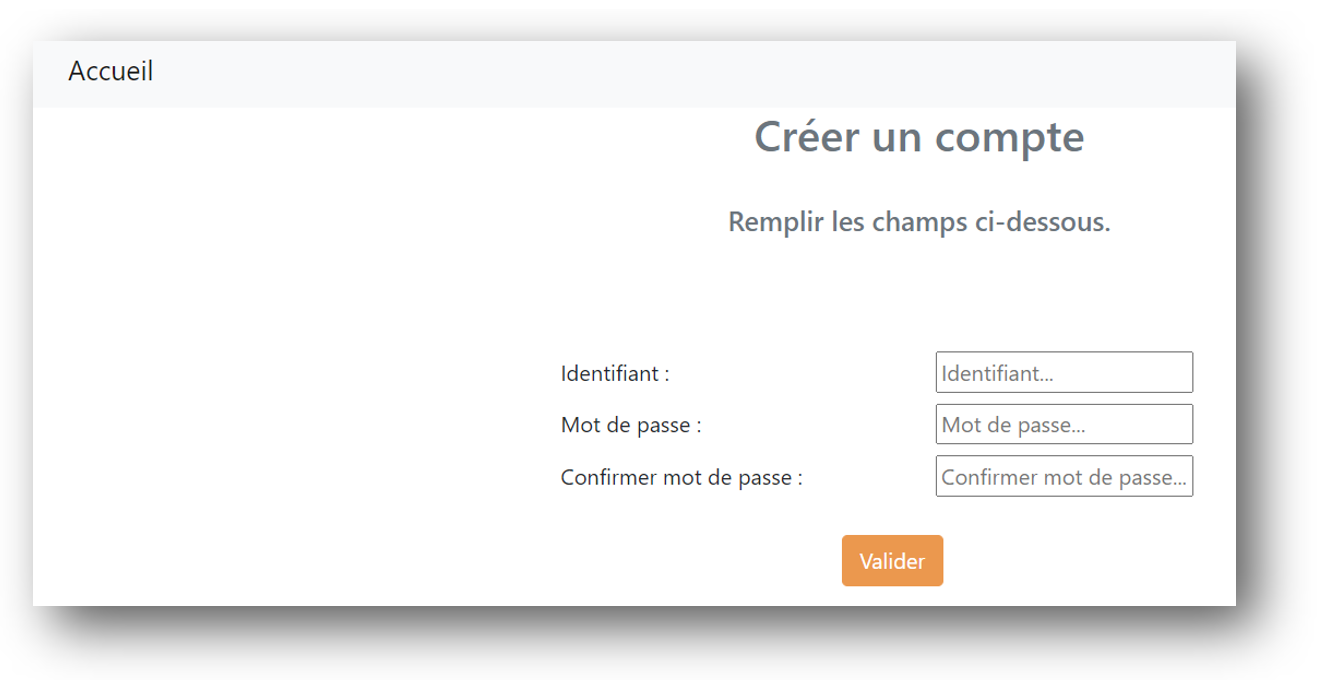 Accueil
Créer un compte
Remplir les champs ci-dessous.
Identifiant : Identifiant...
Mot de passe : Mot de passe...
Confirmer mot de passe : Confirmer mot de passe...
Valider